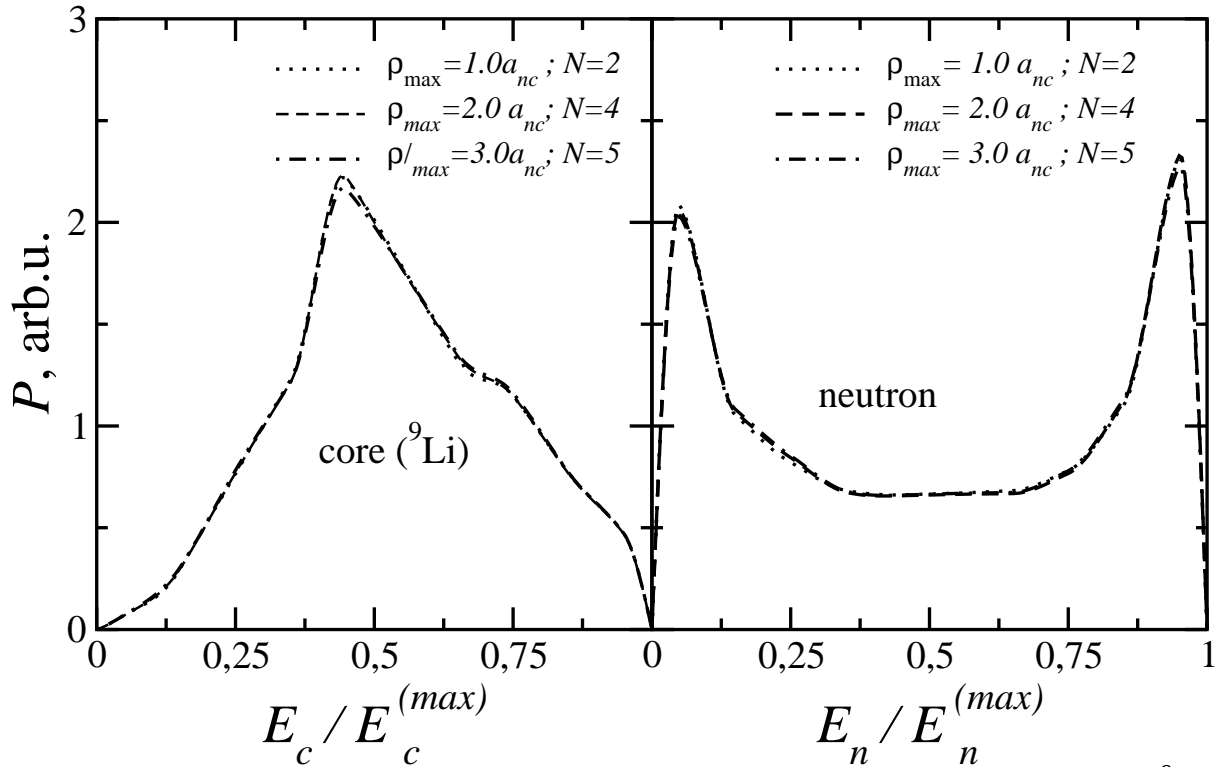 3
2
1
0
P, arb.u.
ρmax=1.0anc ; N=2
ρmax=2.0 anc ; N=4
ρ/max=3.0anc ; N=5
core (9Li)
0 0,25 0,5 0,75
Ec / Ec(max)
ρmax= 1.0 anc ; N=2
ρmax= 2.0 anc ; N=4
ρmax= 3.0 anc ; N=5
neutron
0 0,25 0,5 0,75 1
En / En(max)